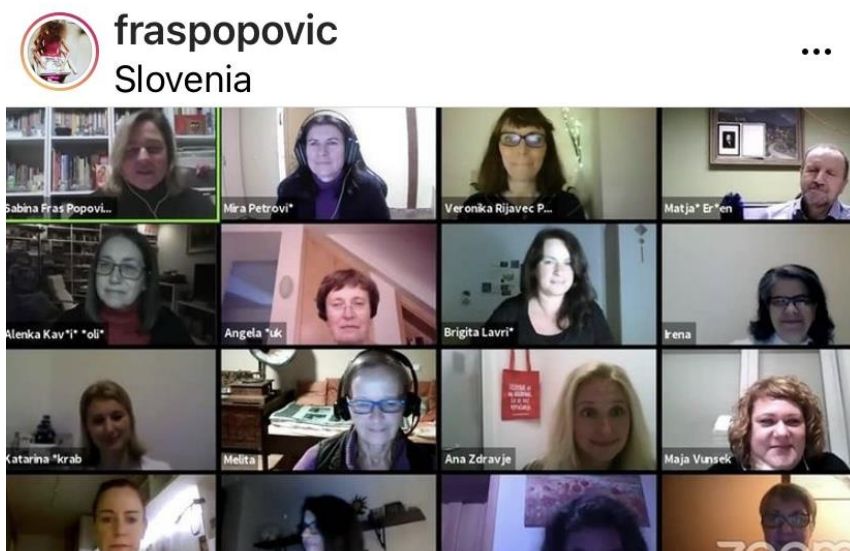 fraspopovic
Slovenia
Sabina Fras Popovi...
Mira Petrovi*
Veronika Rijavec P...
Matja* Er*en
Alenka Kav*i* *oli*
Angela *uk
Brigita Lavri*
Irena
Katarina *krab
Melita
Ana Zdravje
Maja Vunsek
zoom